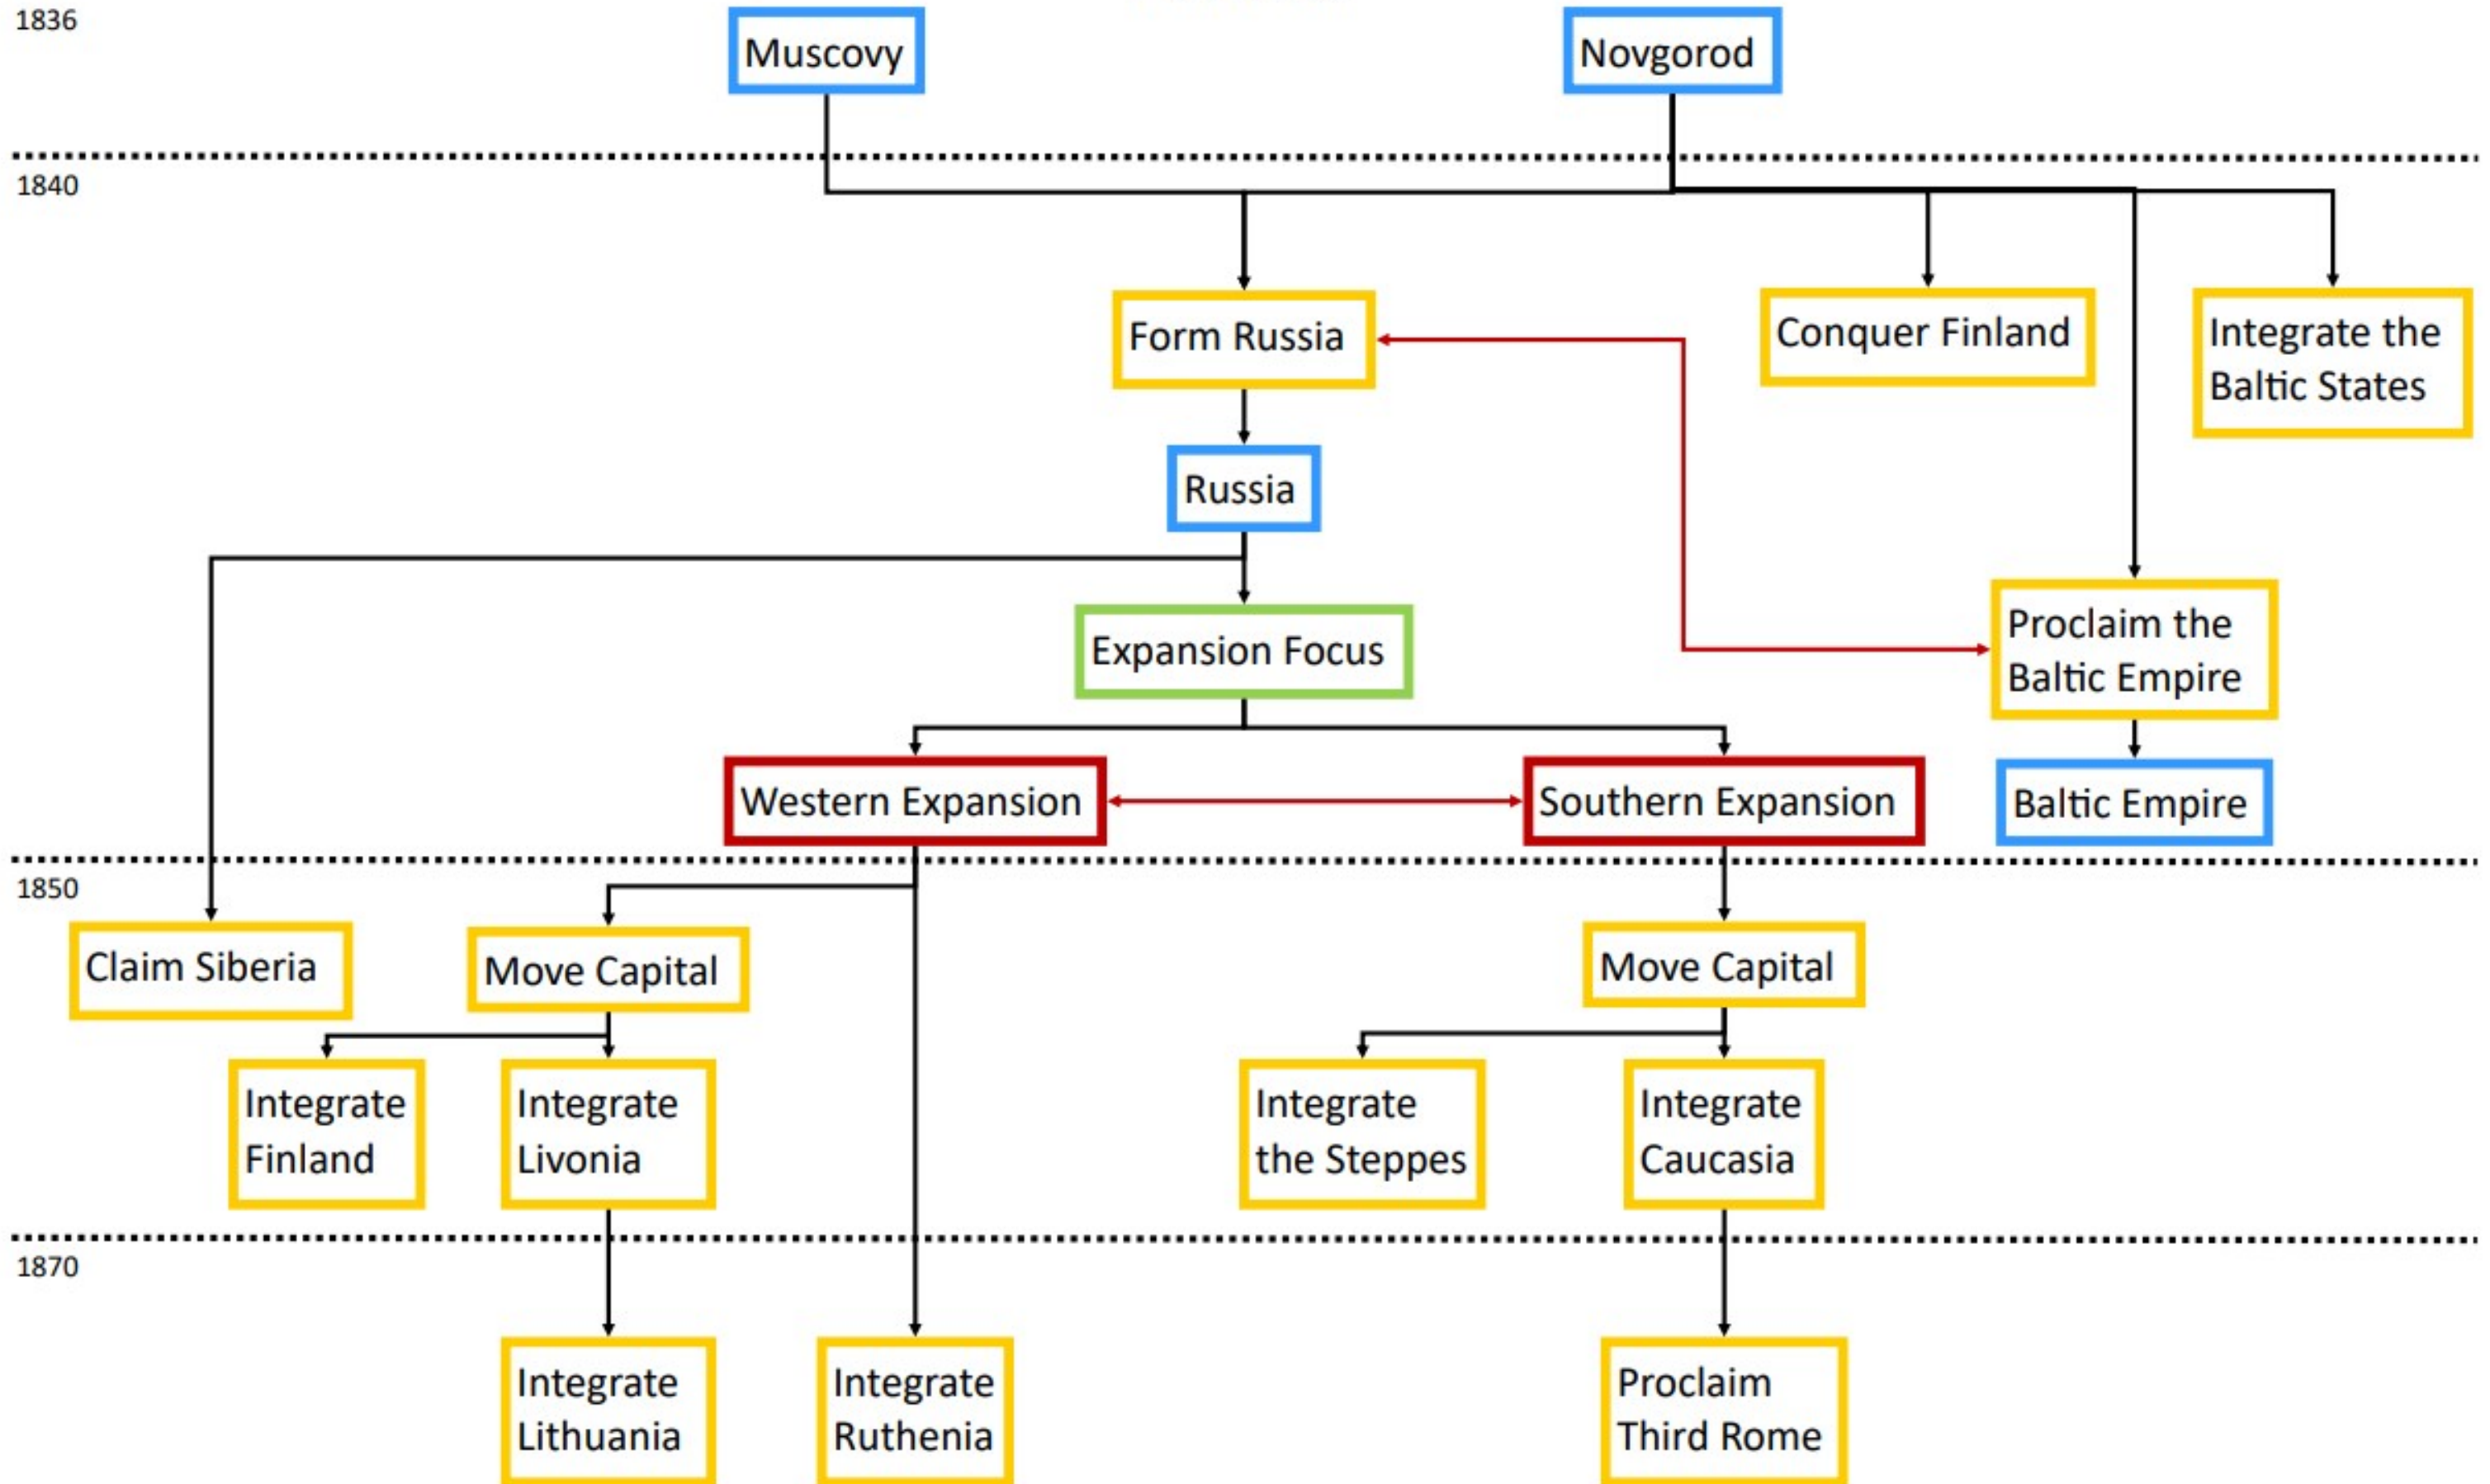 1836
Muscovy
Novgorod
1840
Form Russia
Conquer Finland
Integrate the
Baltic States
Russia
Expansion Focus
Proclaim the
Baltic Empire
Western Expansion
Southern Expansion
Baltic Empire
1850
Claim Siberia
Move Capital
Move Capital
Integrate
Finland
Integrate
Livonia
Integrate
the Steppes
Integrate
Caucasia
1870
Integrate
Lithuania
Integrate
Ruthenia
Proclaim
Third Rome